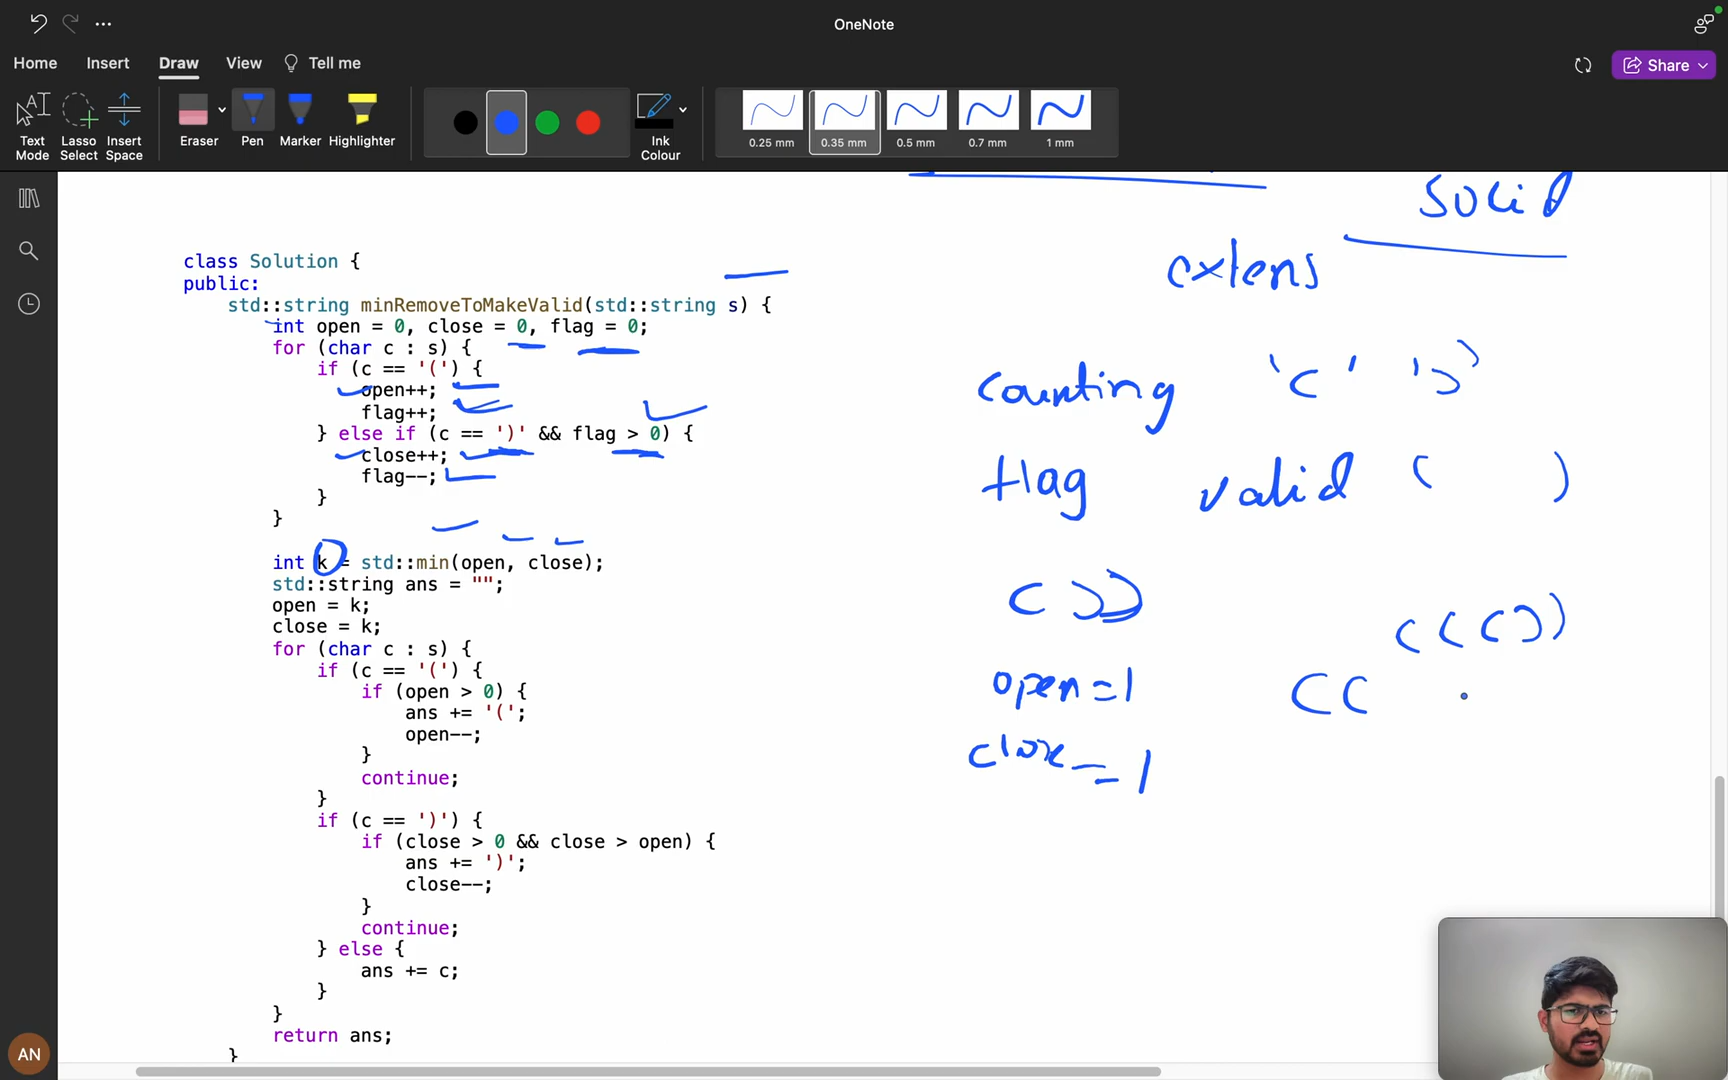 OneNote
Home Insert Draw View Tell me
Share
Text Mode
Lasso Select
Insert Space
Eraser
Pen
Marker
Highlighter
Ink Colour
0.25 mm
0.35 mm
0.5 mm
0.7 mm
1 mm
class Solution {
public:
std::string minRemoveToMakeValid(std::string s) {
int open = 0, close = 0, flag = 0;
for (char c : s) {
if (c == '(') {
open++;
flag++;
} else if (c == ')' && flag > 0) {
close++;
flag--;
}
}
int k = std::min(open, close);
std::string ans = "";
open = k;
close = k;
for (char c : s) {
if (c == '(') {
if (open > 0) {
ans += '(';
open--;
}
continue;
}
if (c == ')') {
if (close > 0 && close > open) {
ans += ')';
close--;
}
continue;
} else {
ans += c;
}
}
return ans;
}
solid
extens
counting '(' ')'
flag valid ( )
( ))
open = 1
close = 1
((())
((
AN